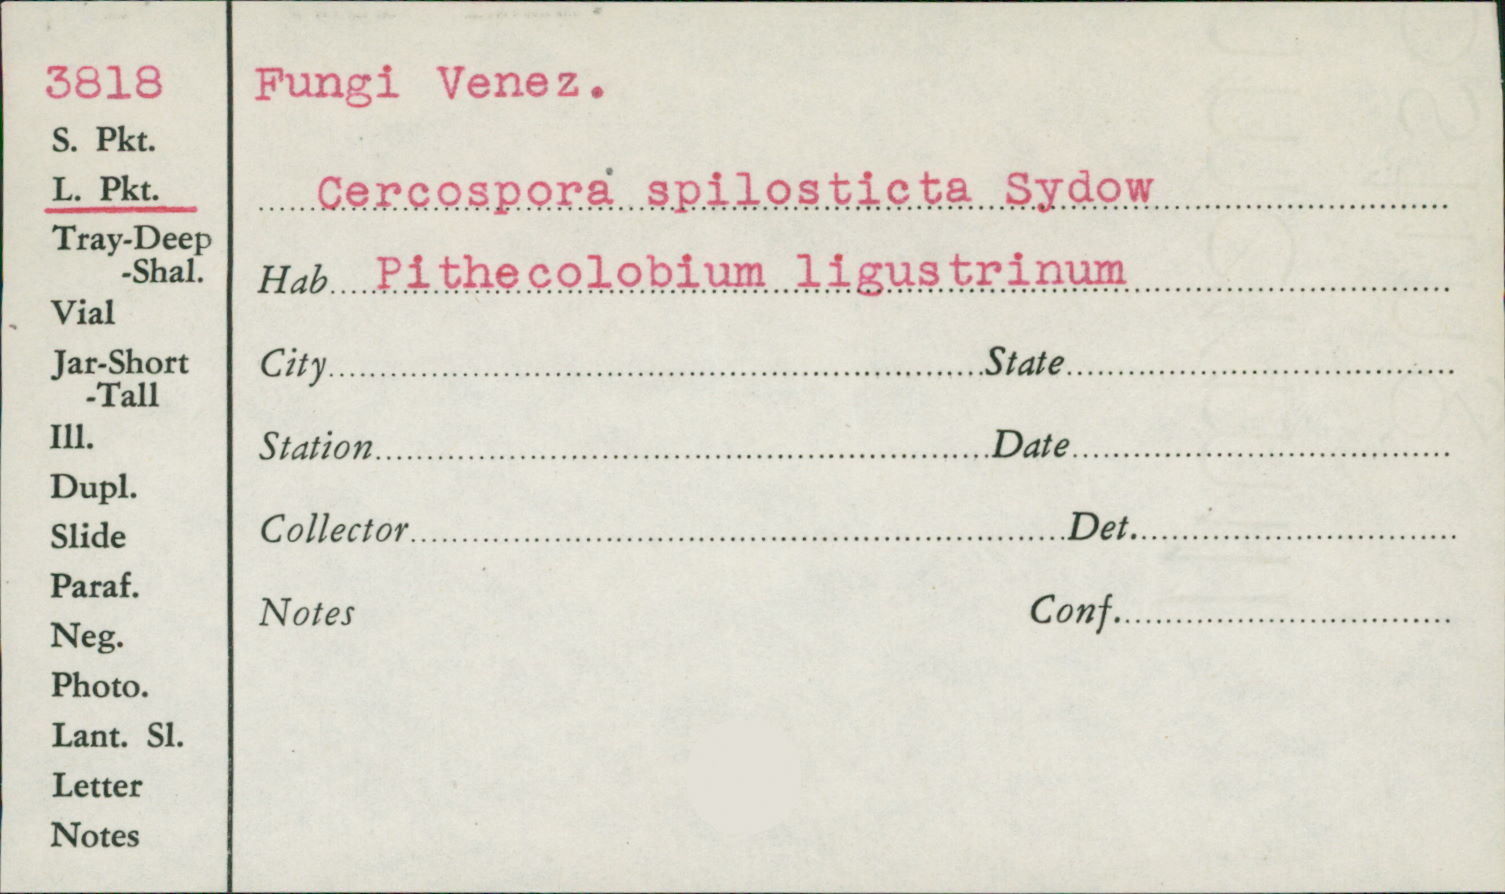 3818
S. Pkt.
L. Pkt.
Tray-Deep
-Shal.
Vial
Jar-Short
-Tall
Ill.
Dupl.
Slide
Paraf.
Neg.
Photo.
Lant. Sl.
Letter
Notes
Fungi Venez.
Cercospora spilosticta Sydow
Hab. Pithecolobium ligustrinum
City State
Station Date
Collector Det.
Notes Conf.